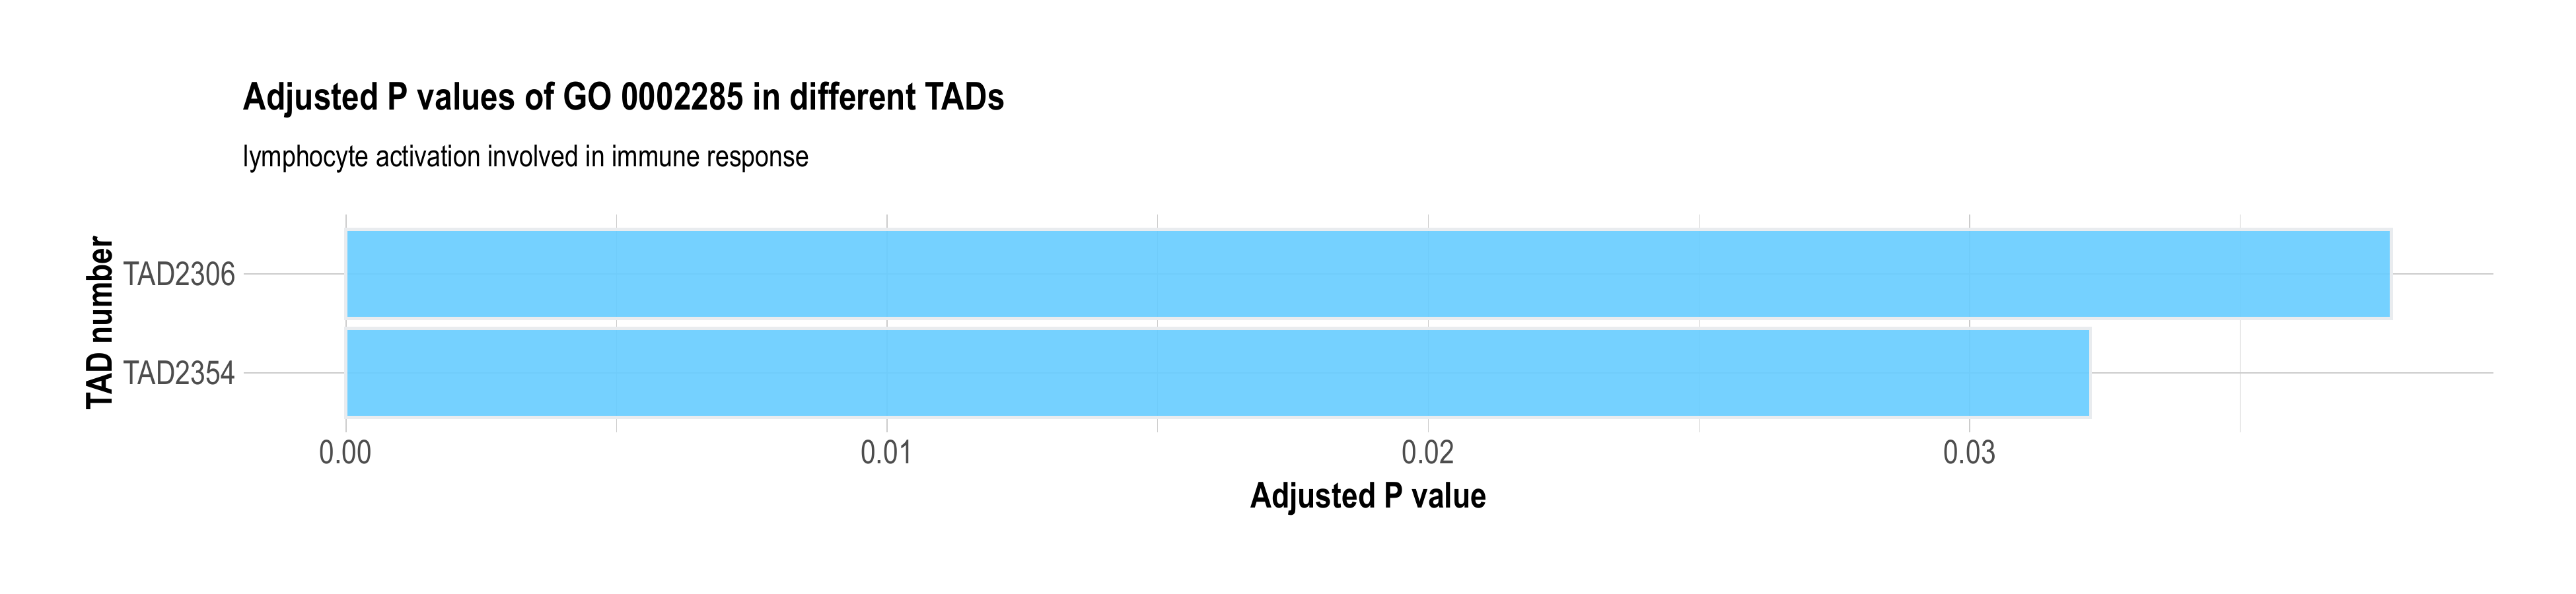 Adjusted P values of GO 0002285 in different TADs
lymphocyte activation involved in immune response
TAD number
TAD2306
TAD2354
0.00 0.01 0.02 0.03
Adjusted P value